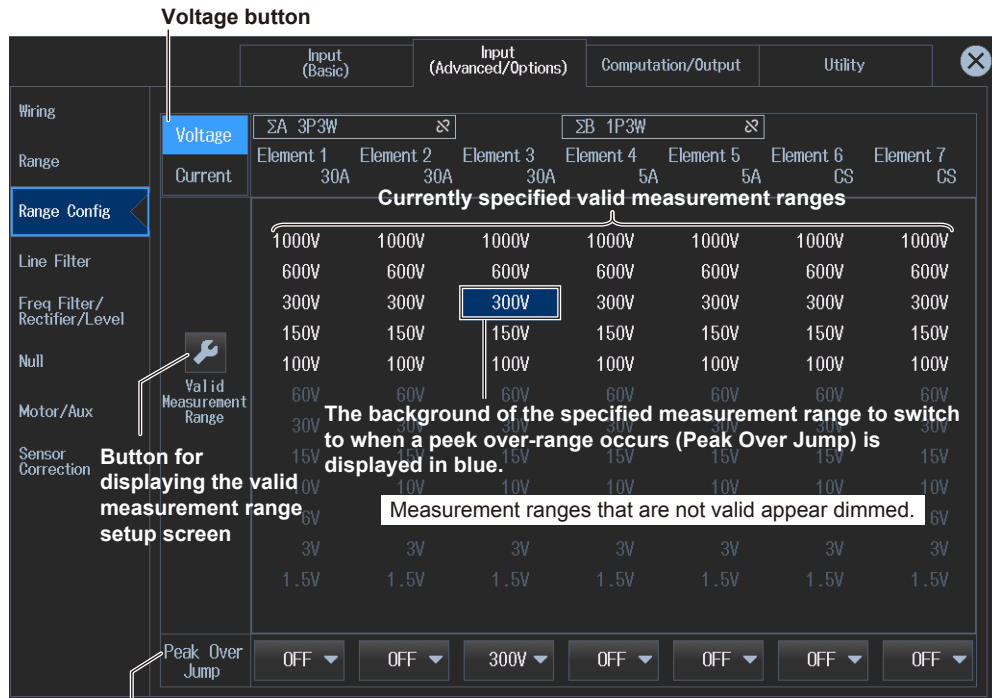 Voltage button
Input (Basic)
Input (Advanced/Options)
Computation/Output
Utility
Wiring
Range
Range Config
Line Filter
Freq Filter/
Rectifier/Level
Null
Motor/Aux
Sensor
Correction
Voltage
Current
ΣA 3P3W
ΣB 1P3W
Element 1 Element 2 Element 3 Element 4 Element 5 Element 6 Element 7
30A 30A 30A 5A 5A CS CS
Currently specified valid measurement ranges
1000V 1000V 1000V 1000V 1000V 1000V 1000V
600V 600V 600V 600V 600V 600V 600V
300V 300V 300V 300V 300V 300V 300V
150V 150V 150V 150V 150V 150V 150V
100V 100V 100V 100V 100V 100V 100V
Valid
Measurement
Range
60V 60V 60V 60V 60V 60V 60V
The background of the specified measurement range to switch
to when a peek over-range occurs (Peak Over Jump) is
displayed in blue.
30V 30V 30V 30V
15V 15V 15V 15V 15V 15V
Button for
displaying the valid
measurement range
setup screen
10V 10V 10V 10V 10V 10V 10V
Measurement ranges that are not valid appear dimmed.
6V 6V
3V 3V 3V 3V 3V 3V 3V
1.5V 1.5V 1.5V 1.5V 1.5V 1.5V 1.5V
Peak Over
Jump
OFF OFF 300V OFF OFF OFF OFF